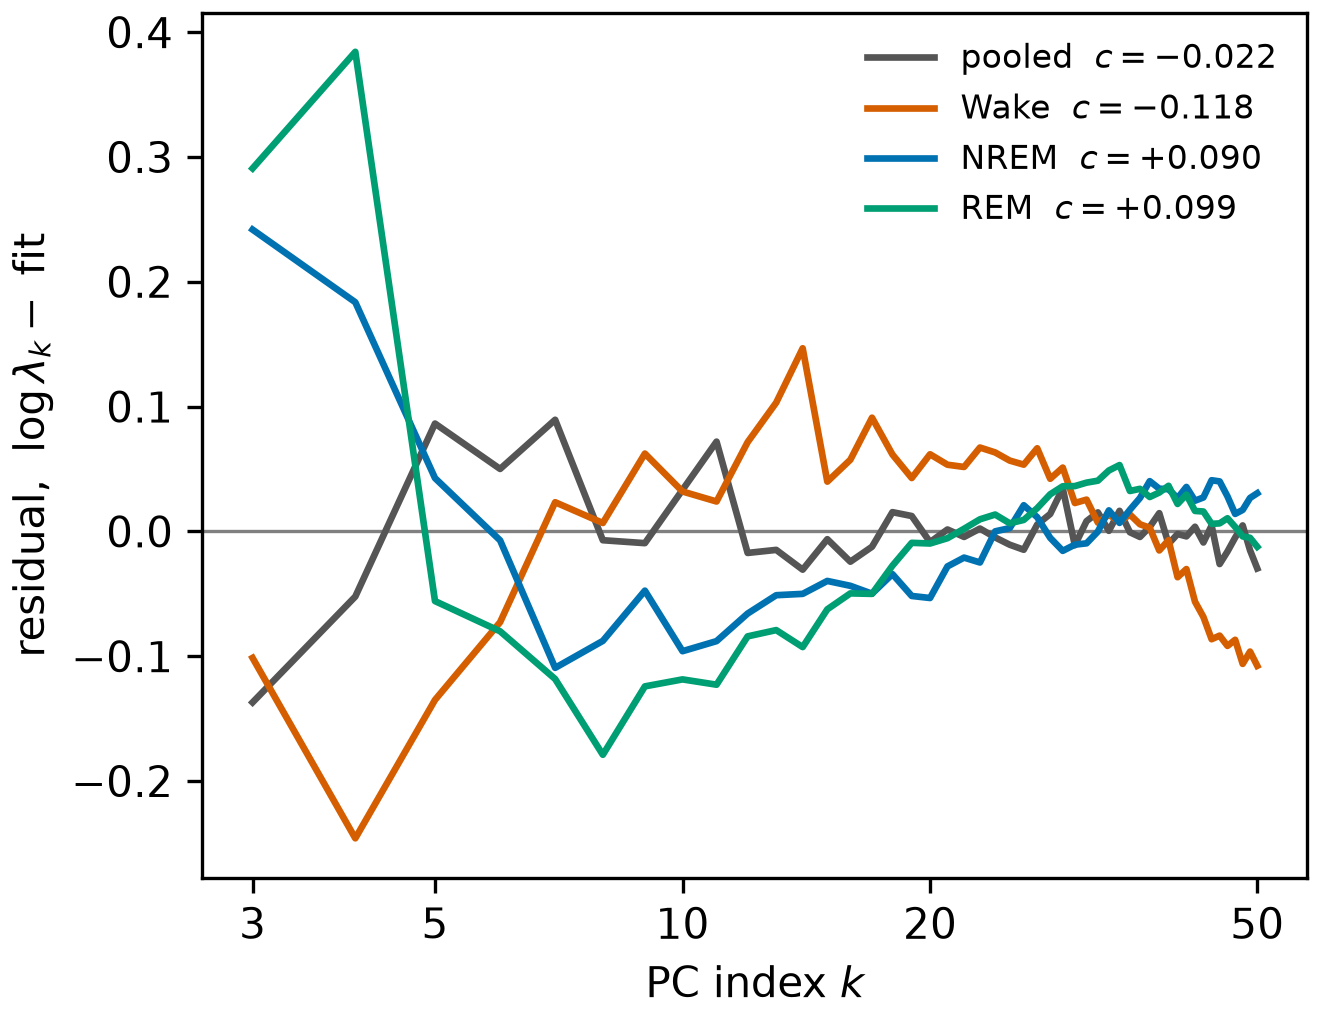 0.4
0.3
0.2
0.1
0.0
−0.1
−0.2
residual, log λₖ − fit
pooled c = −0.022
Wake c = −0.118
NREM c = +0.090
REM c = +0.099
3 5 10 20 50
PC index k